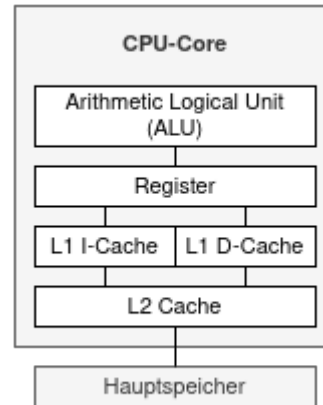 CPU-Core
Arithmetic Logical Unit
(ALU)
Register
L1 I-Cache L1 D-Cache
L2 Cache
Hauptspeicher